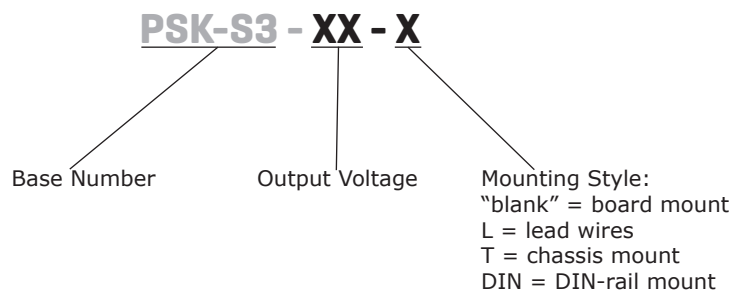 PSK-S3 - XX - X
Base Number
Output Voltage
Mounting Style:
“blank” = board mount
L = lead wires
T = chassis mount
DIN = DIN-rail mount